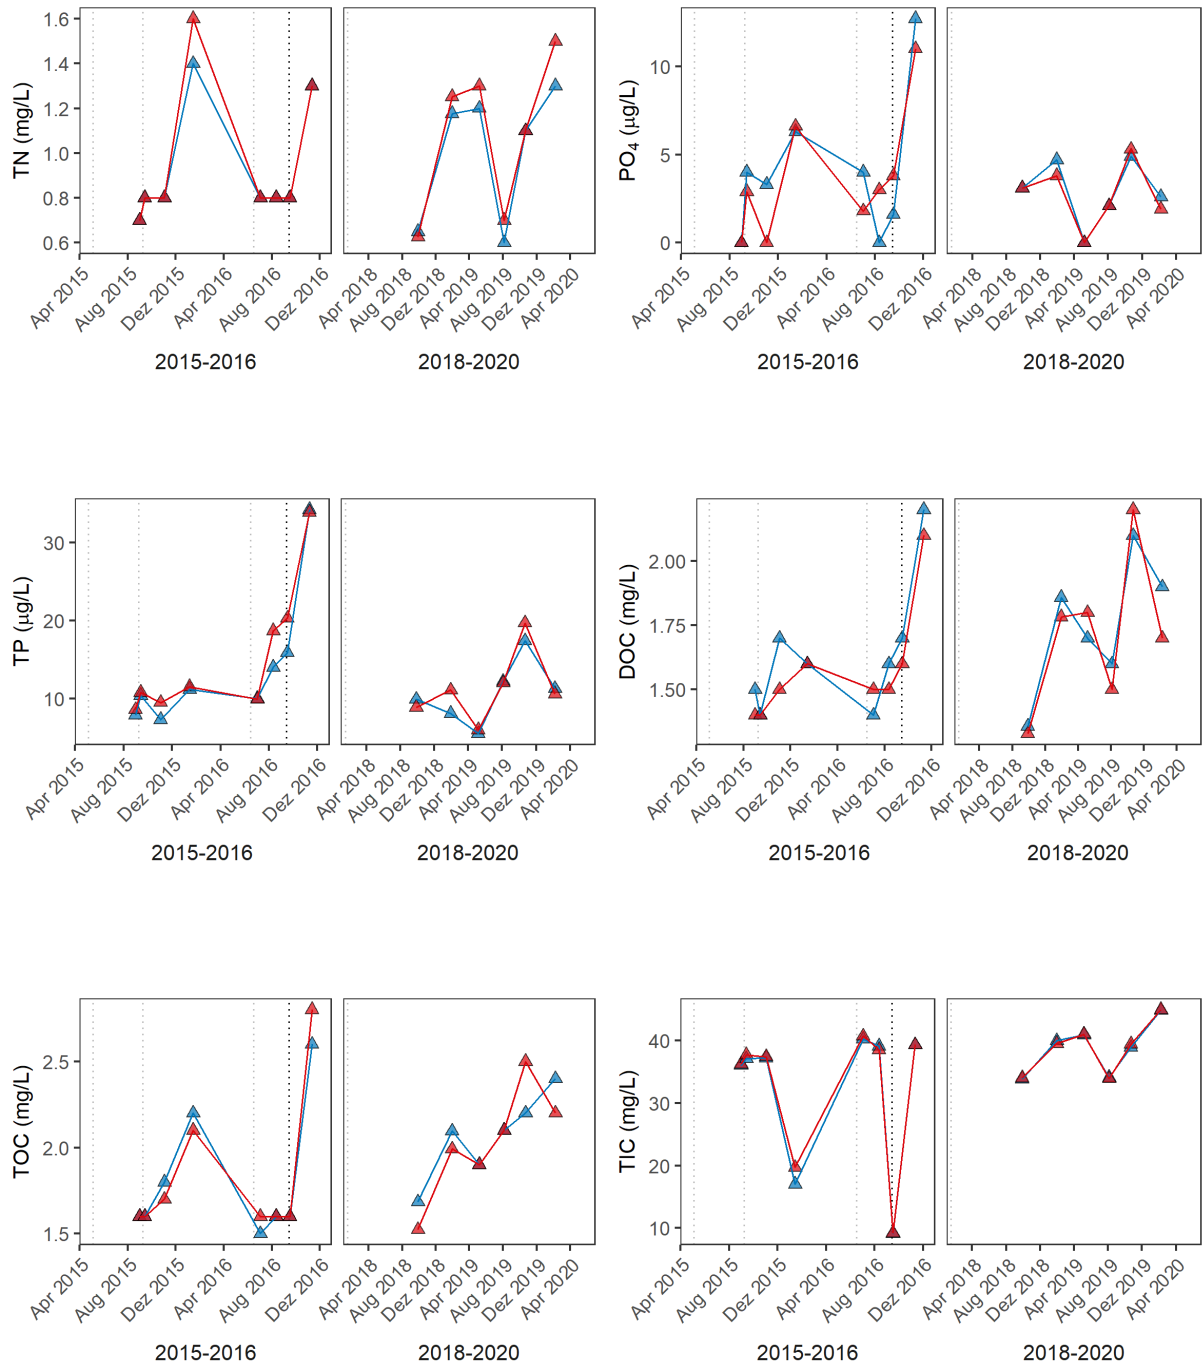 TN (mg/L)
1.6
1.4
1.2
1.0
0.8
0.6
Apr 2015
Aug 2015
Dez 2015
Apr 2016
Aug 2016
Dez 2016
2015-2016
Apr 2018
Aug 2018
Dez 2018
Apr 2019
Aug 2019
Dez 2019
Apr 2020
2018-2020
PO₄ (µg/L)
10
5
0
Apr 2015
Aug 2015
Dez 2015
Apr 2016
Aug 2016
Dez 2016
2015-2016
Apr 2018
Aug 2018
Dez 2018
Apr 2019
Aug 2019
Dez 2019
Apr 2020
2018-2020
TP (µg/L)
30
20
10
Apr 2015
Aug 2015
Dez 2015
Apr 2016
Aug 2016
Dez 2016
2015-2016
Apr 2018
Aug 2018
Dez 2018
Apr 2019
Aug 2019
Dez 2019
Apr 2020
2018-2020
DOC (mg/L)
2.00
1.75
1.50
Apr 2015
Aug 2015
Dez 2015
Apr 2016
Aug 2016
Dez 2016
2015-2016
Apr 2018
Aug 2018
Dez 2018
Apr 2019
Aug 2019
Dez 2019
Apr 2020
2018-2020
TOC (mg/L)
2.5
2.0
1.5
Apr 2015
Aug 2015
Dez 2015
Apr 2016
Aug 2016
Dez 2016
2015-2016
Apr 2018
Aug 2018
Dez 2018
Apr 2019
Aug 2019
Dez 2019
Apr 2020
2018-2020
TIC (mg/L)
40
30
20
10
Apr 2015
Aug 2015
Dez 2015
Apr 2016
Aug 2016
Dez 2016
2015-2016
Apr 2018
Aug 2018
Dez 2018
Apr 2019
Aug 2019
Dez 2019
Apr 2020
2018-2020